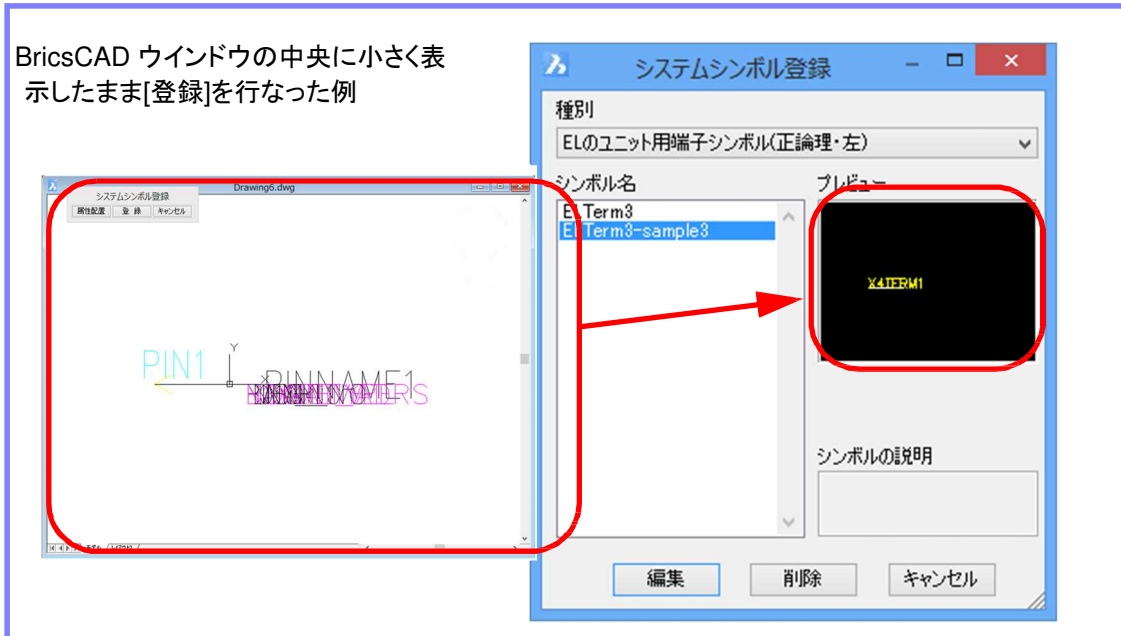 BricsCAD ウインドウの中央に小さく表
示したまま[登録]を行なった例
システムシンボル登録
種別
ELのユニット用端子シンボル(正論理・左)
シンボル名
プレビュー
ELTerm3
ELTerm3-sample3
X4TERM1
シンボルの説明
編集
削除
キャンセル
Drawing6.dwg
システムシンボル登録
属性配置
登 録
キャンセル
Y
PIN1
X
PINNAME1